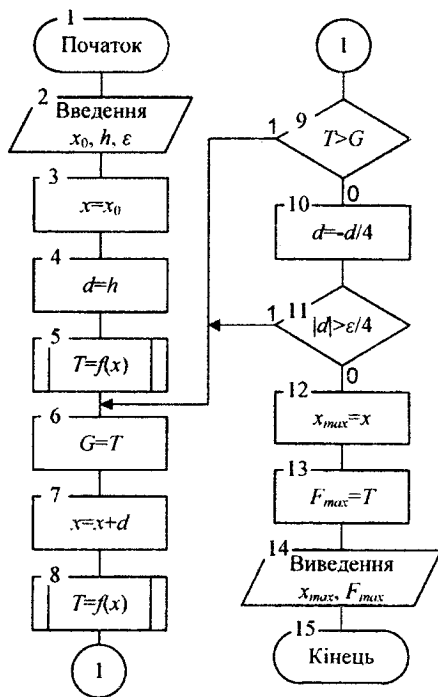 1
Початок
2
Введення
x₀, h, ε
3
x=x₀
4
d=h
5
T=f(x)
6
G=T
7
x=x+d
8
T=f(x)
1
1
9
T>G
1
0
10
d=-d/4
11
|d|>ε/4
1
0
12
xₘₐₓ=x
13
Fₘₐₓ=T
14
Виведення
xₘₐₓ, Fₘₐₓ
15
Кінець